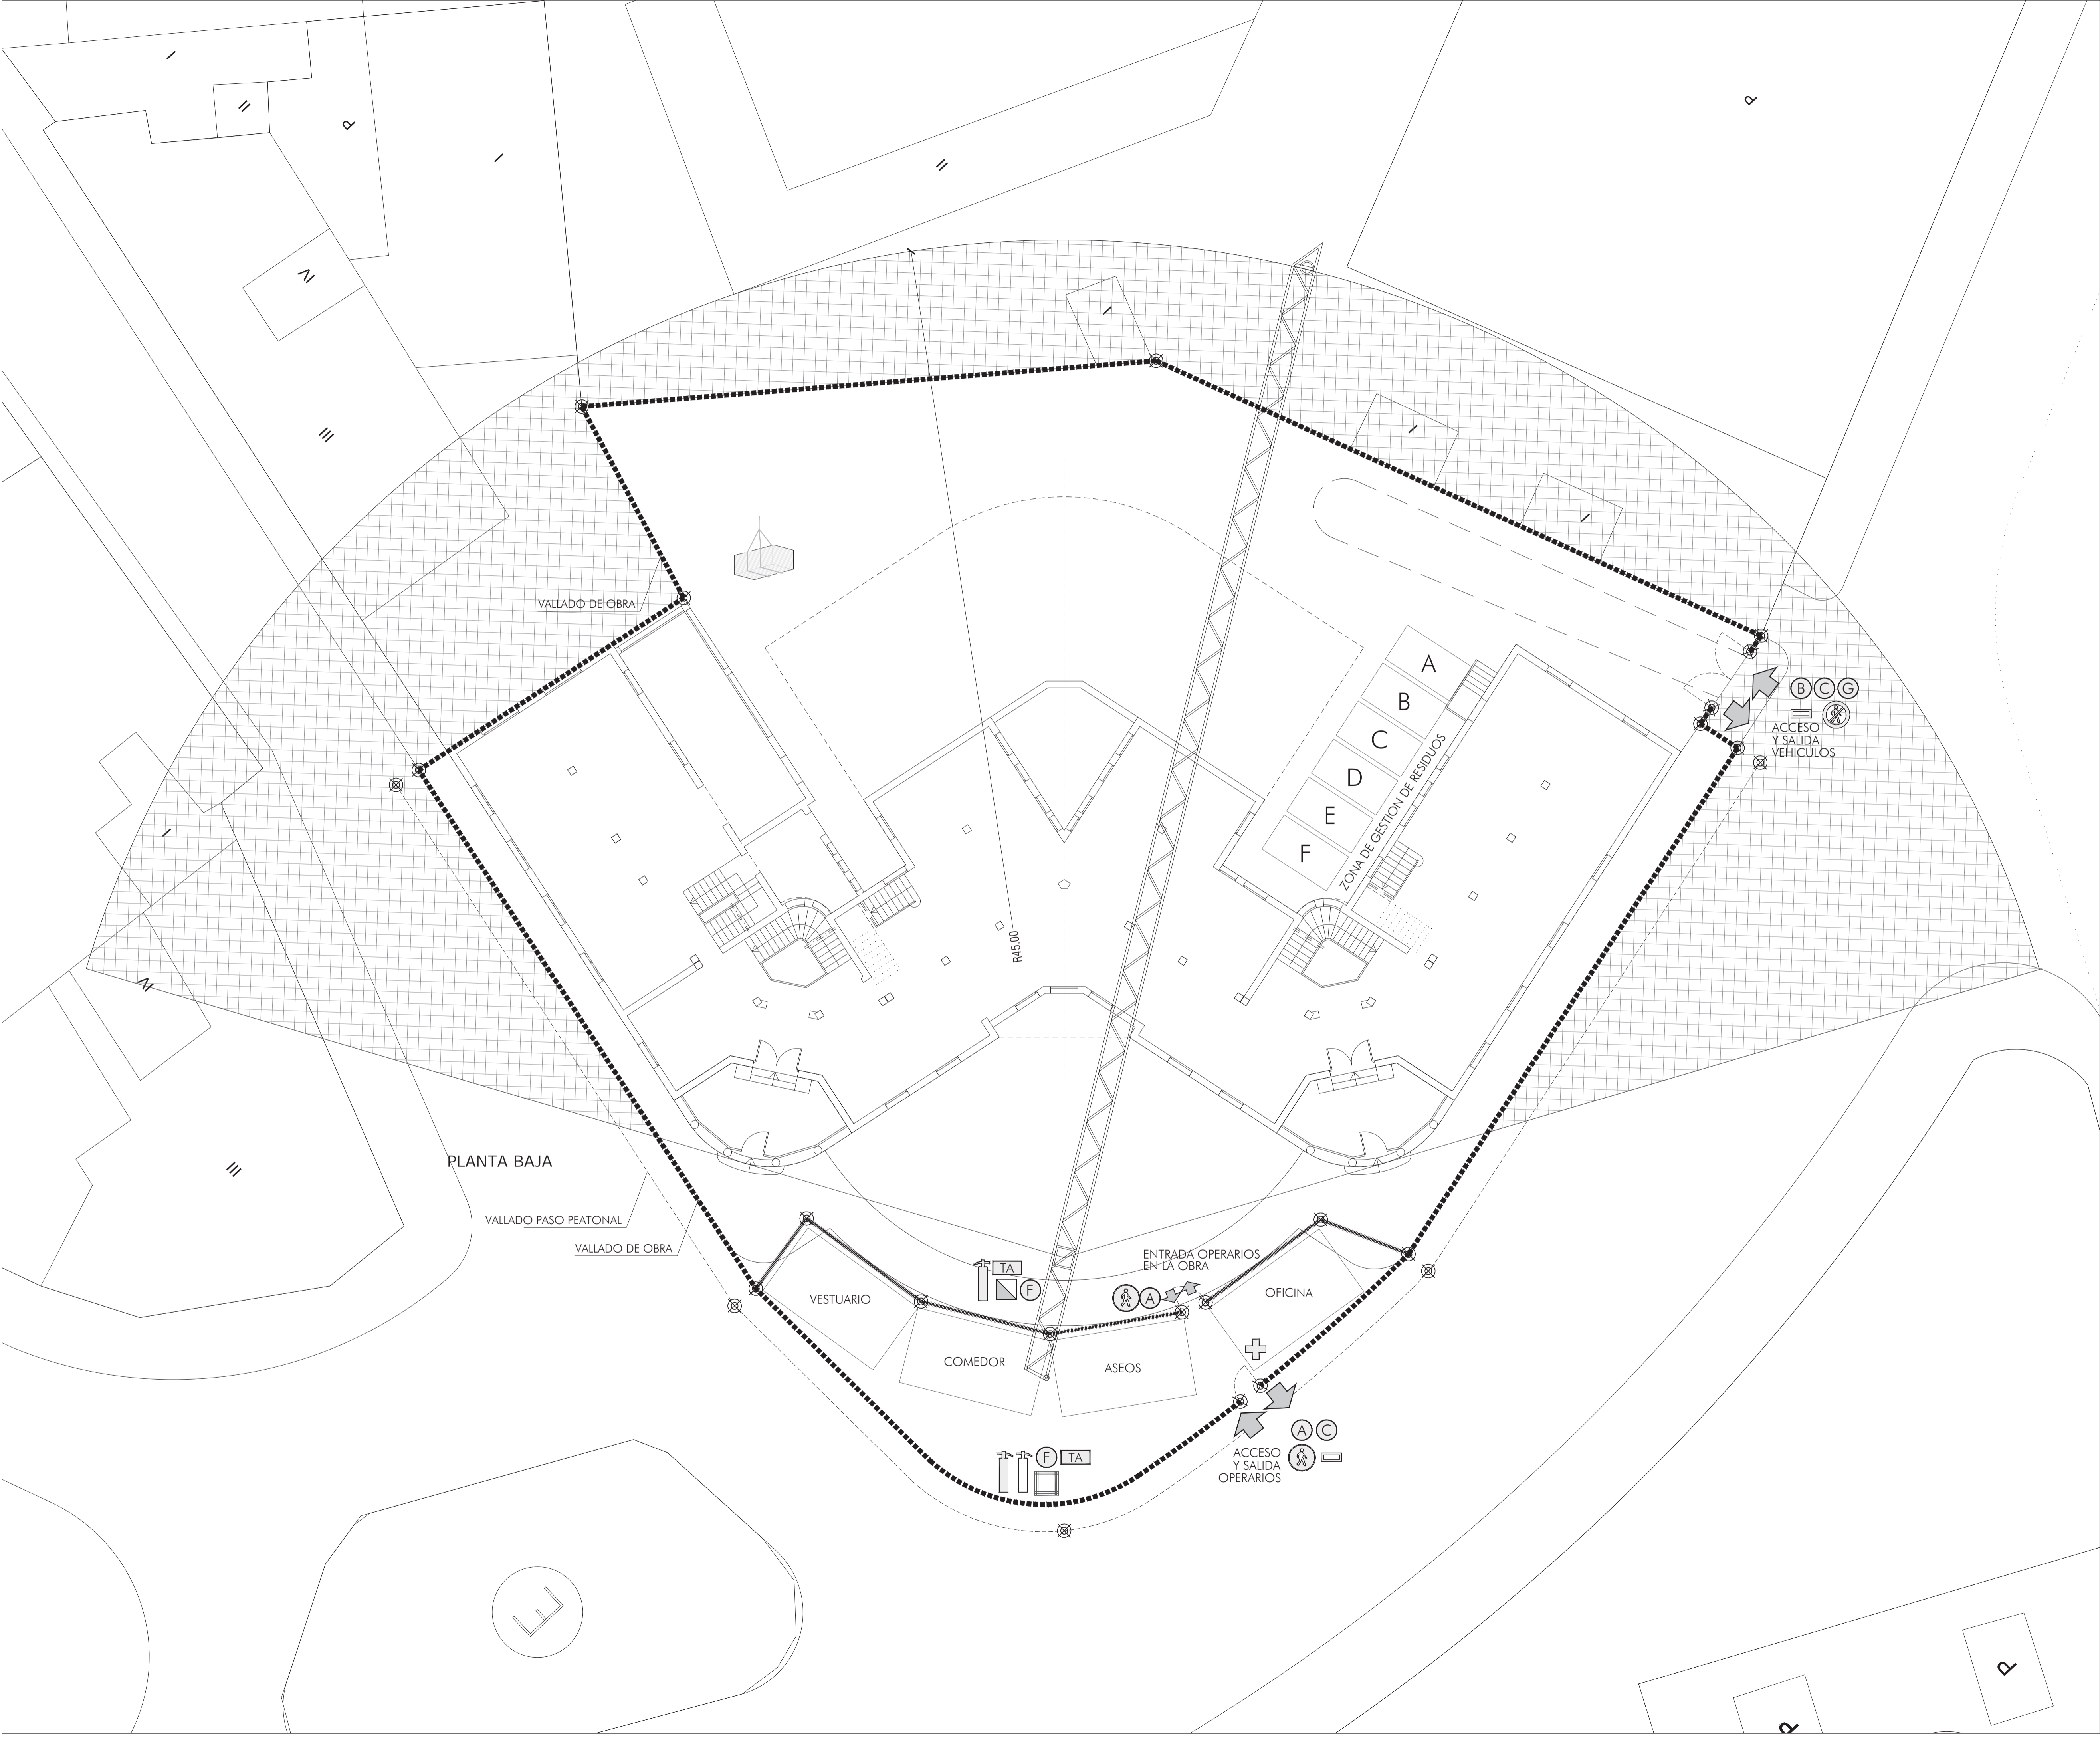 I
II
P
I
IV
III
II
P
I
I
I
VALLADO DE OBRA
R45.00
A
B
C
D
E
F
ZONA DE GESTION DE RESIDUOS
B C G
ACCESO
Y SALIDA
VEHICULOS
I
IV
III
PLANTA BAJA
VALLADO PASO PEATONAL
VALLADO DE OBRA
VESTUARIO
TA
F
COMEDOR
ASEOS
ENTRADA OPERARIOS
EN LA OBRA
A
OFICINA
A C
ACCESO
Y SALIDA
OPERARIOS
F TA
E
P
P